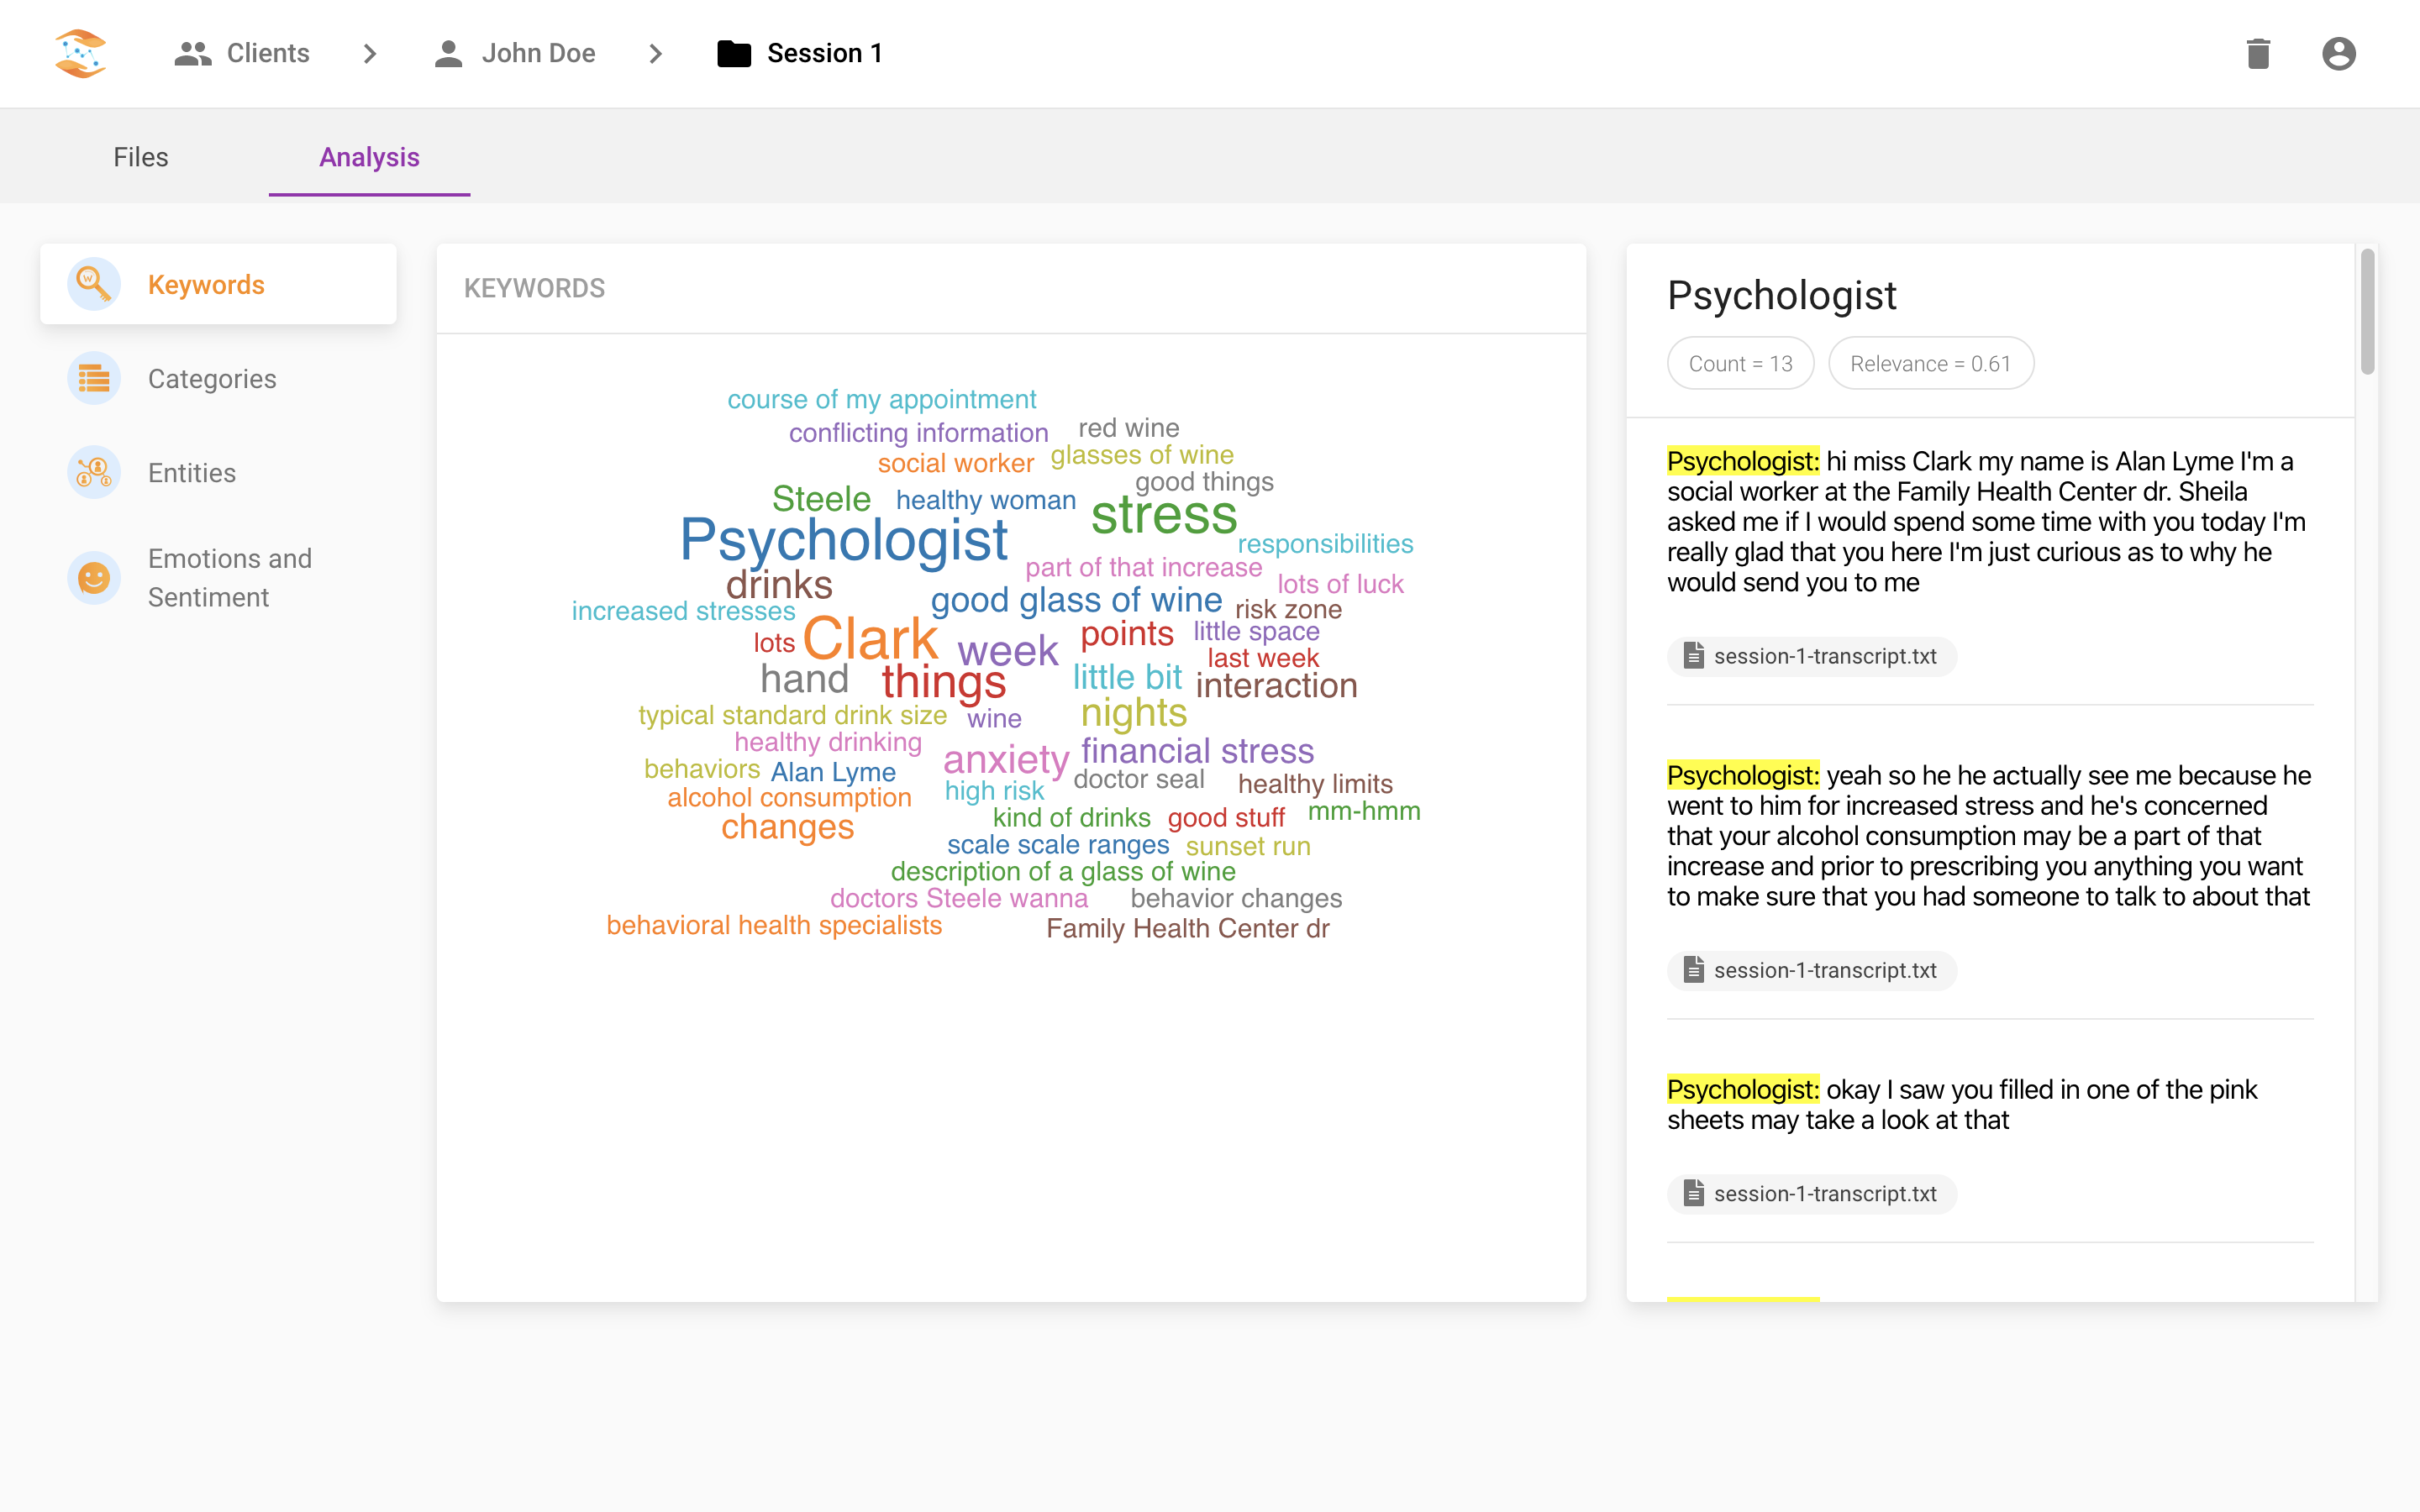 Clients
John Doe
Session 1
Files
Analysis
Keywords
Categories
Entities
Emotions and
Sentiment
KEYWORDS
course of my appointment
conflicting information
red wine
social worker
glasses of wine
good things
Steele
healthy woman
stress
Psychologist
responsibilities
part of that increase
drinks
lots of luck
good glass of wine
increased stresses
risk zone
lots
Clark
week
points
little space
last week
hand
things
little bit
interaction
typical standard drink size
wine
nights
healthy drinking
anxiety
financial stress
behaviors
Alan Lyme
doctor seal
healthy limits
alcohol consumption
high risk
changes
kind of drinks
good stuff
mm-hmm
scale scale ranges
sunset run
description of a glass of wine
doctors Steele wanna
behavior changes
behavioral health specialists
Family Health Center dr
Psychologist
Count = 13
Relevance = 0.61
Psychologist: hi miss Clark my name is Alan Lyme I'm a
social worker at the Family Health Center dr. Sheila
asked me if I would spend some time with you today I'm
really glad that you here I'm just curious as to why he
would send you to me
session-1-transcript.txt
Psychologist: yeah so he he actually see me because he
went to him for increased stress and he's concerned
that your alcohol consumption may be a part of that
increase and prior to prescribing you anything you want
to make sure that you had someone to talk to about that
session-1-transcript.txt
Psychologist: okay I saw you filled in one of the pink
sheets may take a look at that
session-1-transcript.txt